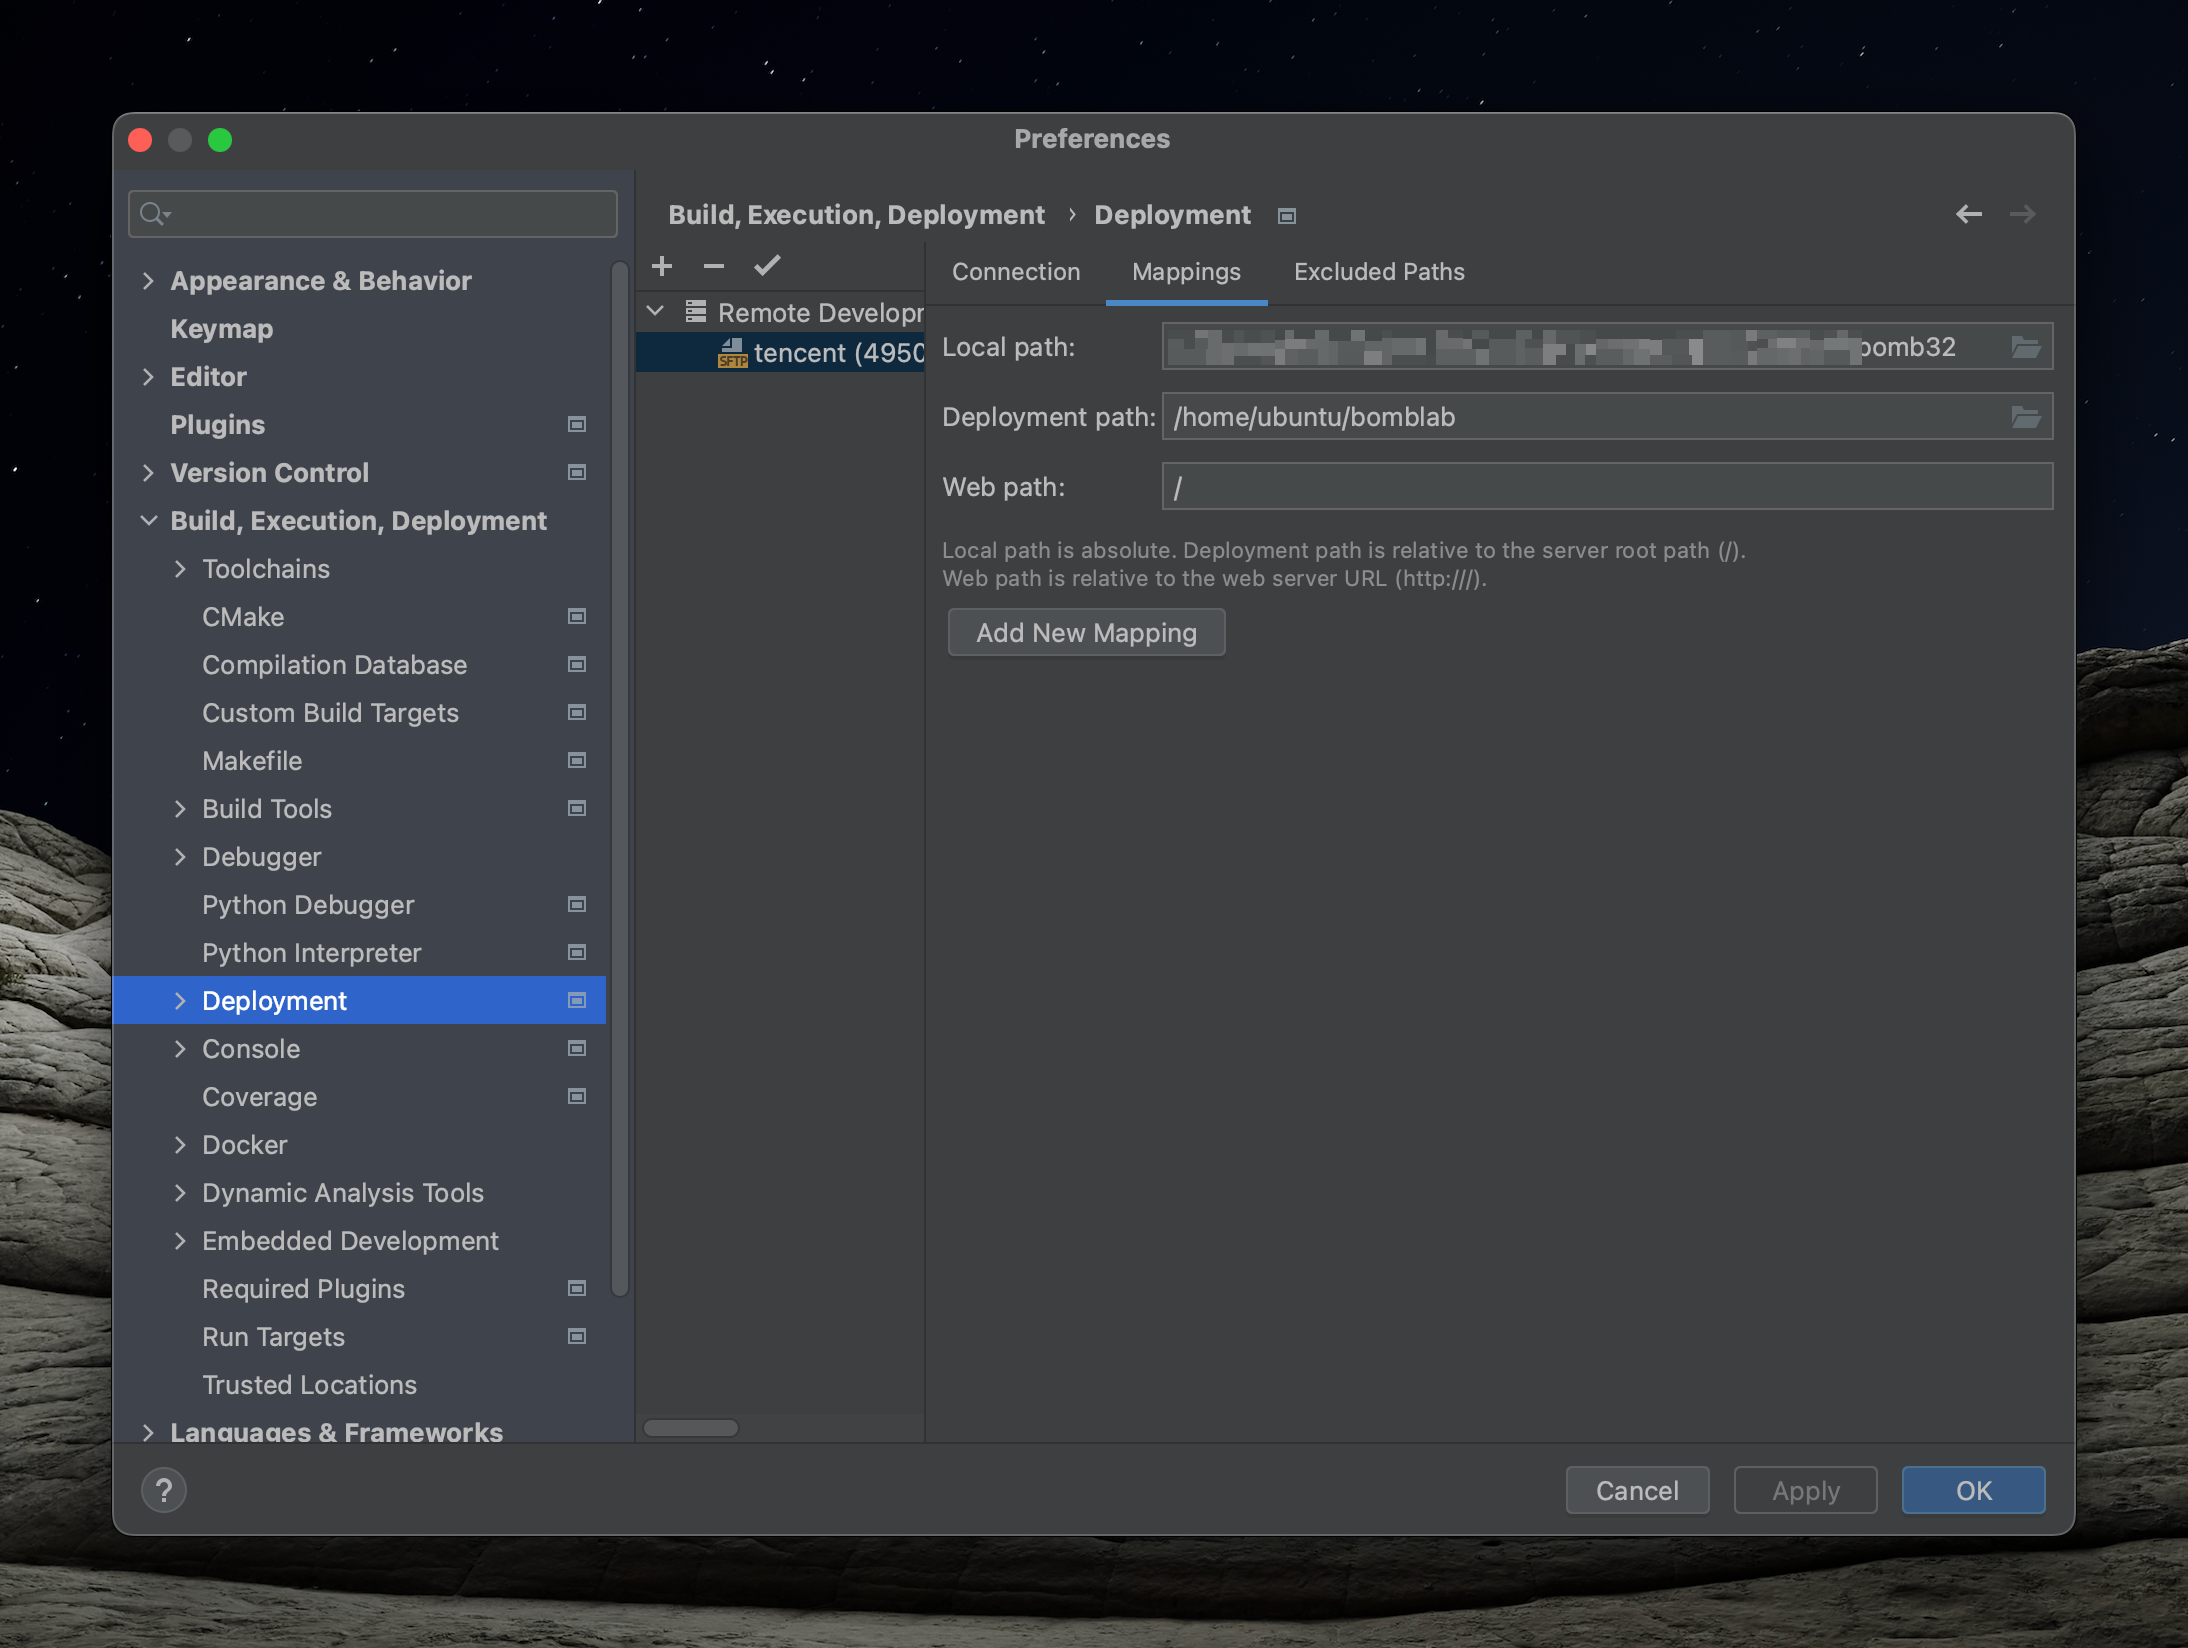 Preferences
Build, Execution, Deployment › Deployment
Appearance & Behavior
Keymap
Editor
Plugins
Version Control
Build, Execution, Deployment
Toolchains
CMake
Compilation Database
Custom Build Targets
Makefile
Build Tools
Debugger
Python Debugger
Python Interpreter
Deployment
Console
Coverage
Docker
Dynamic Analysis Tools
Embedded Development
Required Plugins
Run Targets
Trusted Locations
Languages & Frameworks
Remote Develop
SFTP tencent (4950
Connection Mappings Excluded Paths
Local path: bomb32
Deployment path: /home/ubuntu/bomblab
Web path: /
Local path is absolute. Deployment path is relative to the server root path (/).
Web path is relative to the web server URL (http:///).
Add New Mapping
?
Cancel Apply OK